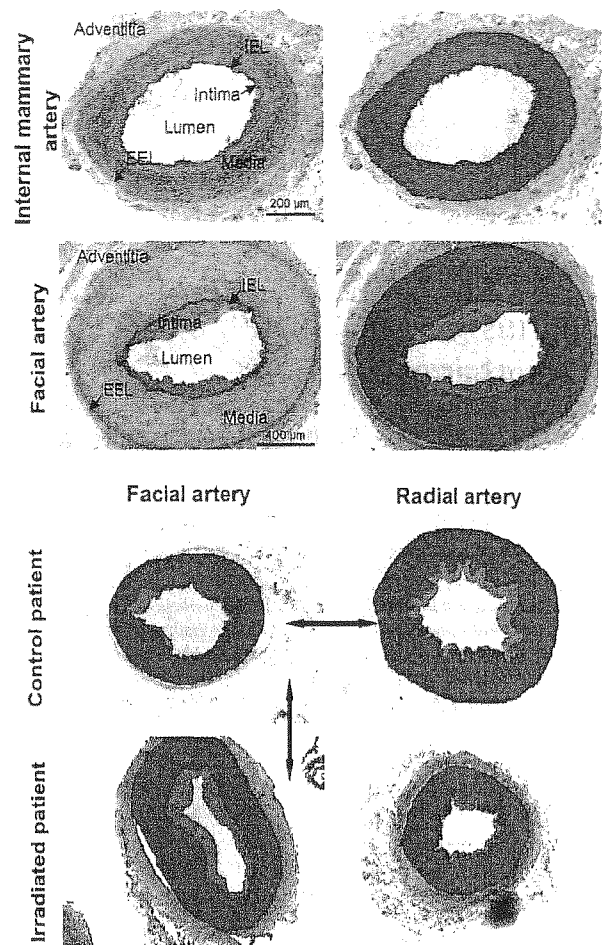 Internal mammary
artery
Adventitia
IEL
Intima
Lumen
EEL
Media
200 µm
Facial artery
Adventitia
IEL
Intima
Lumen
EEL
Media
400 µm
Facial artery
Radial artery
Control patient
Irradiated patient